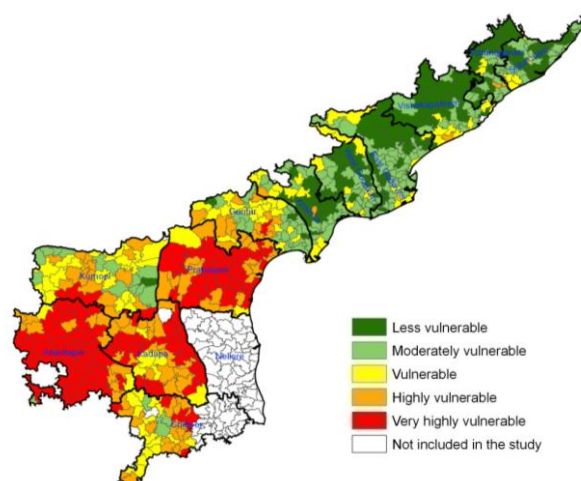 Visakhapatnam
Guntur
Prakasam
Kurnool
Anantapur
Kadapa
Nellore
Chittoor
Less vulnerable
Moderately vulnerable
Vulnerable
Highly vulnerable
Very highly vulnerable
Not included in the study